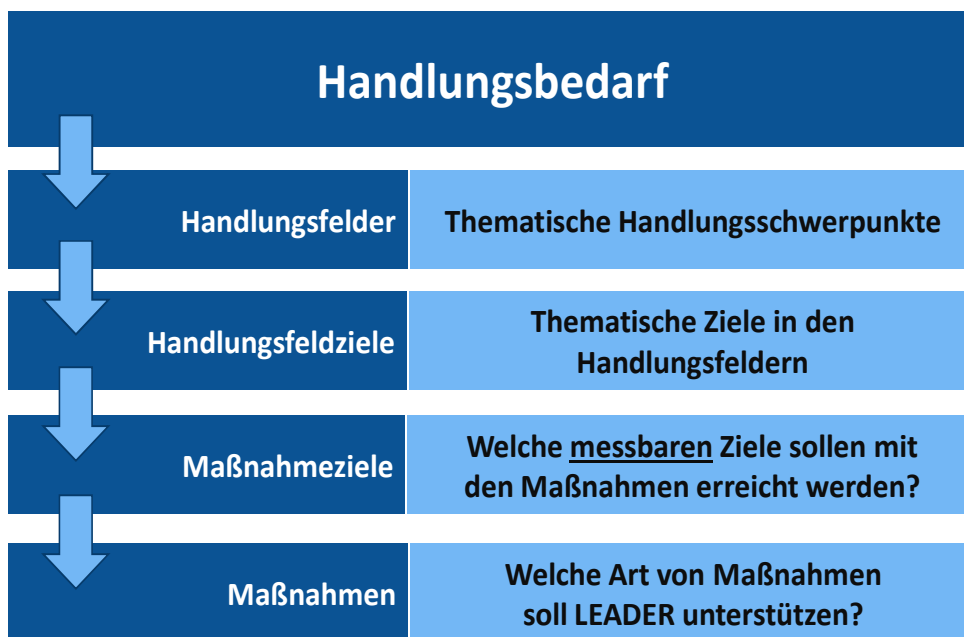 Handlungsbedarf
Handlungsfelder
Thematische Handlungsschwerpunkte
Handlungsfeldziele
Thematische Ziele in den
Handlungsfeldern
Maßnahmeziele
Welche messbaren Ziele sollen mit
den Maßnahmen erreicht werden?
Maßnahmen
Welche Art von Maßnahmen
soll LEADER unterstützen?